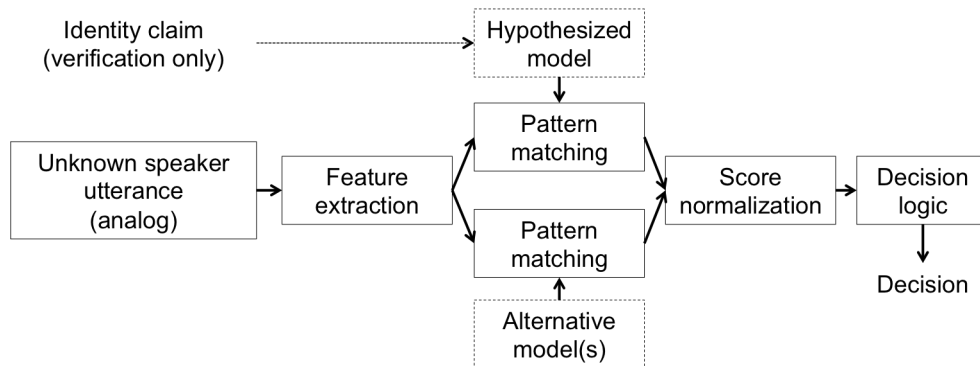 Identity claim
(verification only)
Hypothesized
model
Pattern
matching
Unknown speaker
utterance
(analog)
Feature
extraction
Score
normalization
Decision
logic
Pattern
matching
Decision
Alternative
model(s)